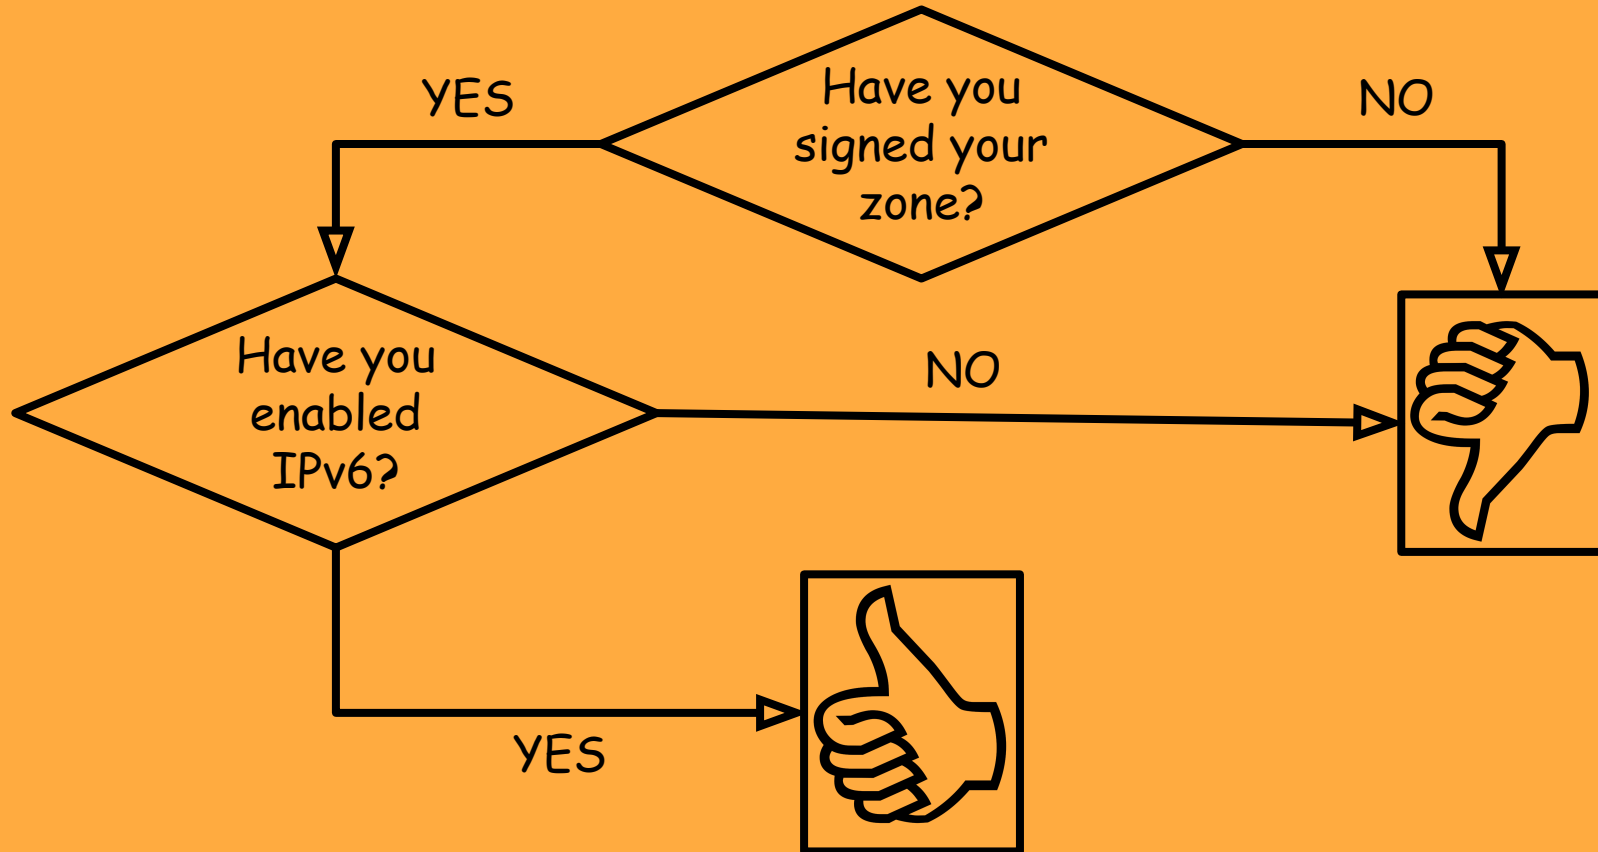 YES
Have you
signed your
zone?
NO
Have you
enabled
IPv6?
NO
YES